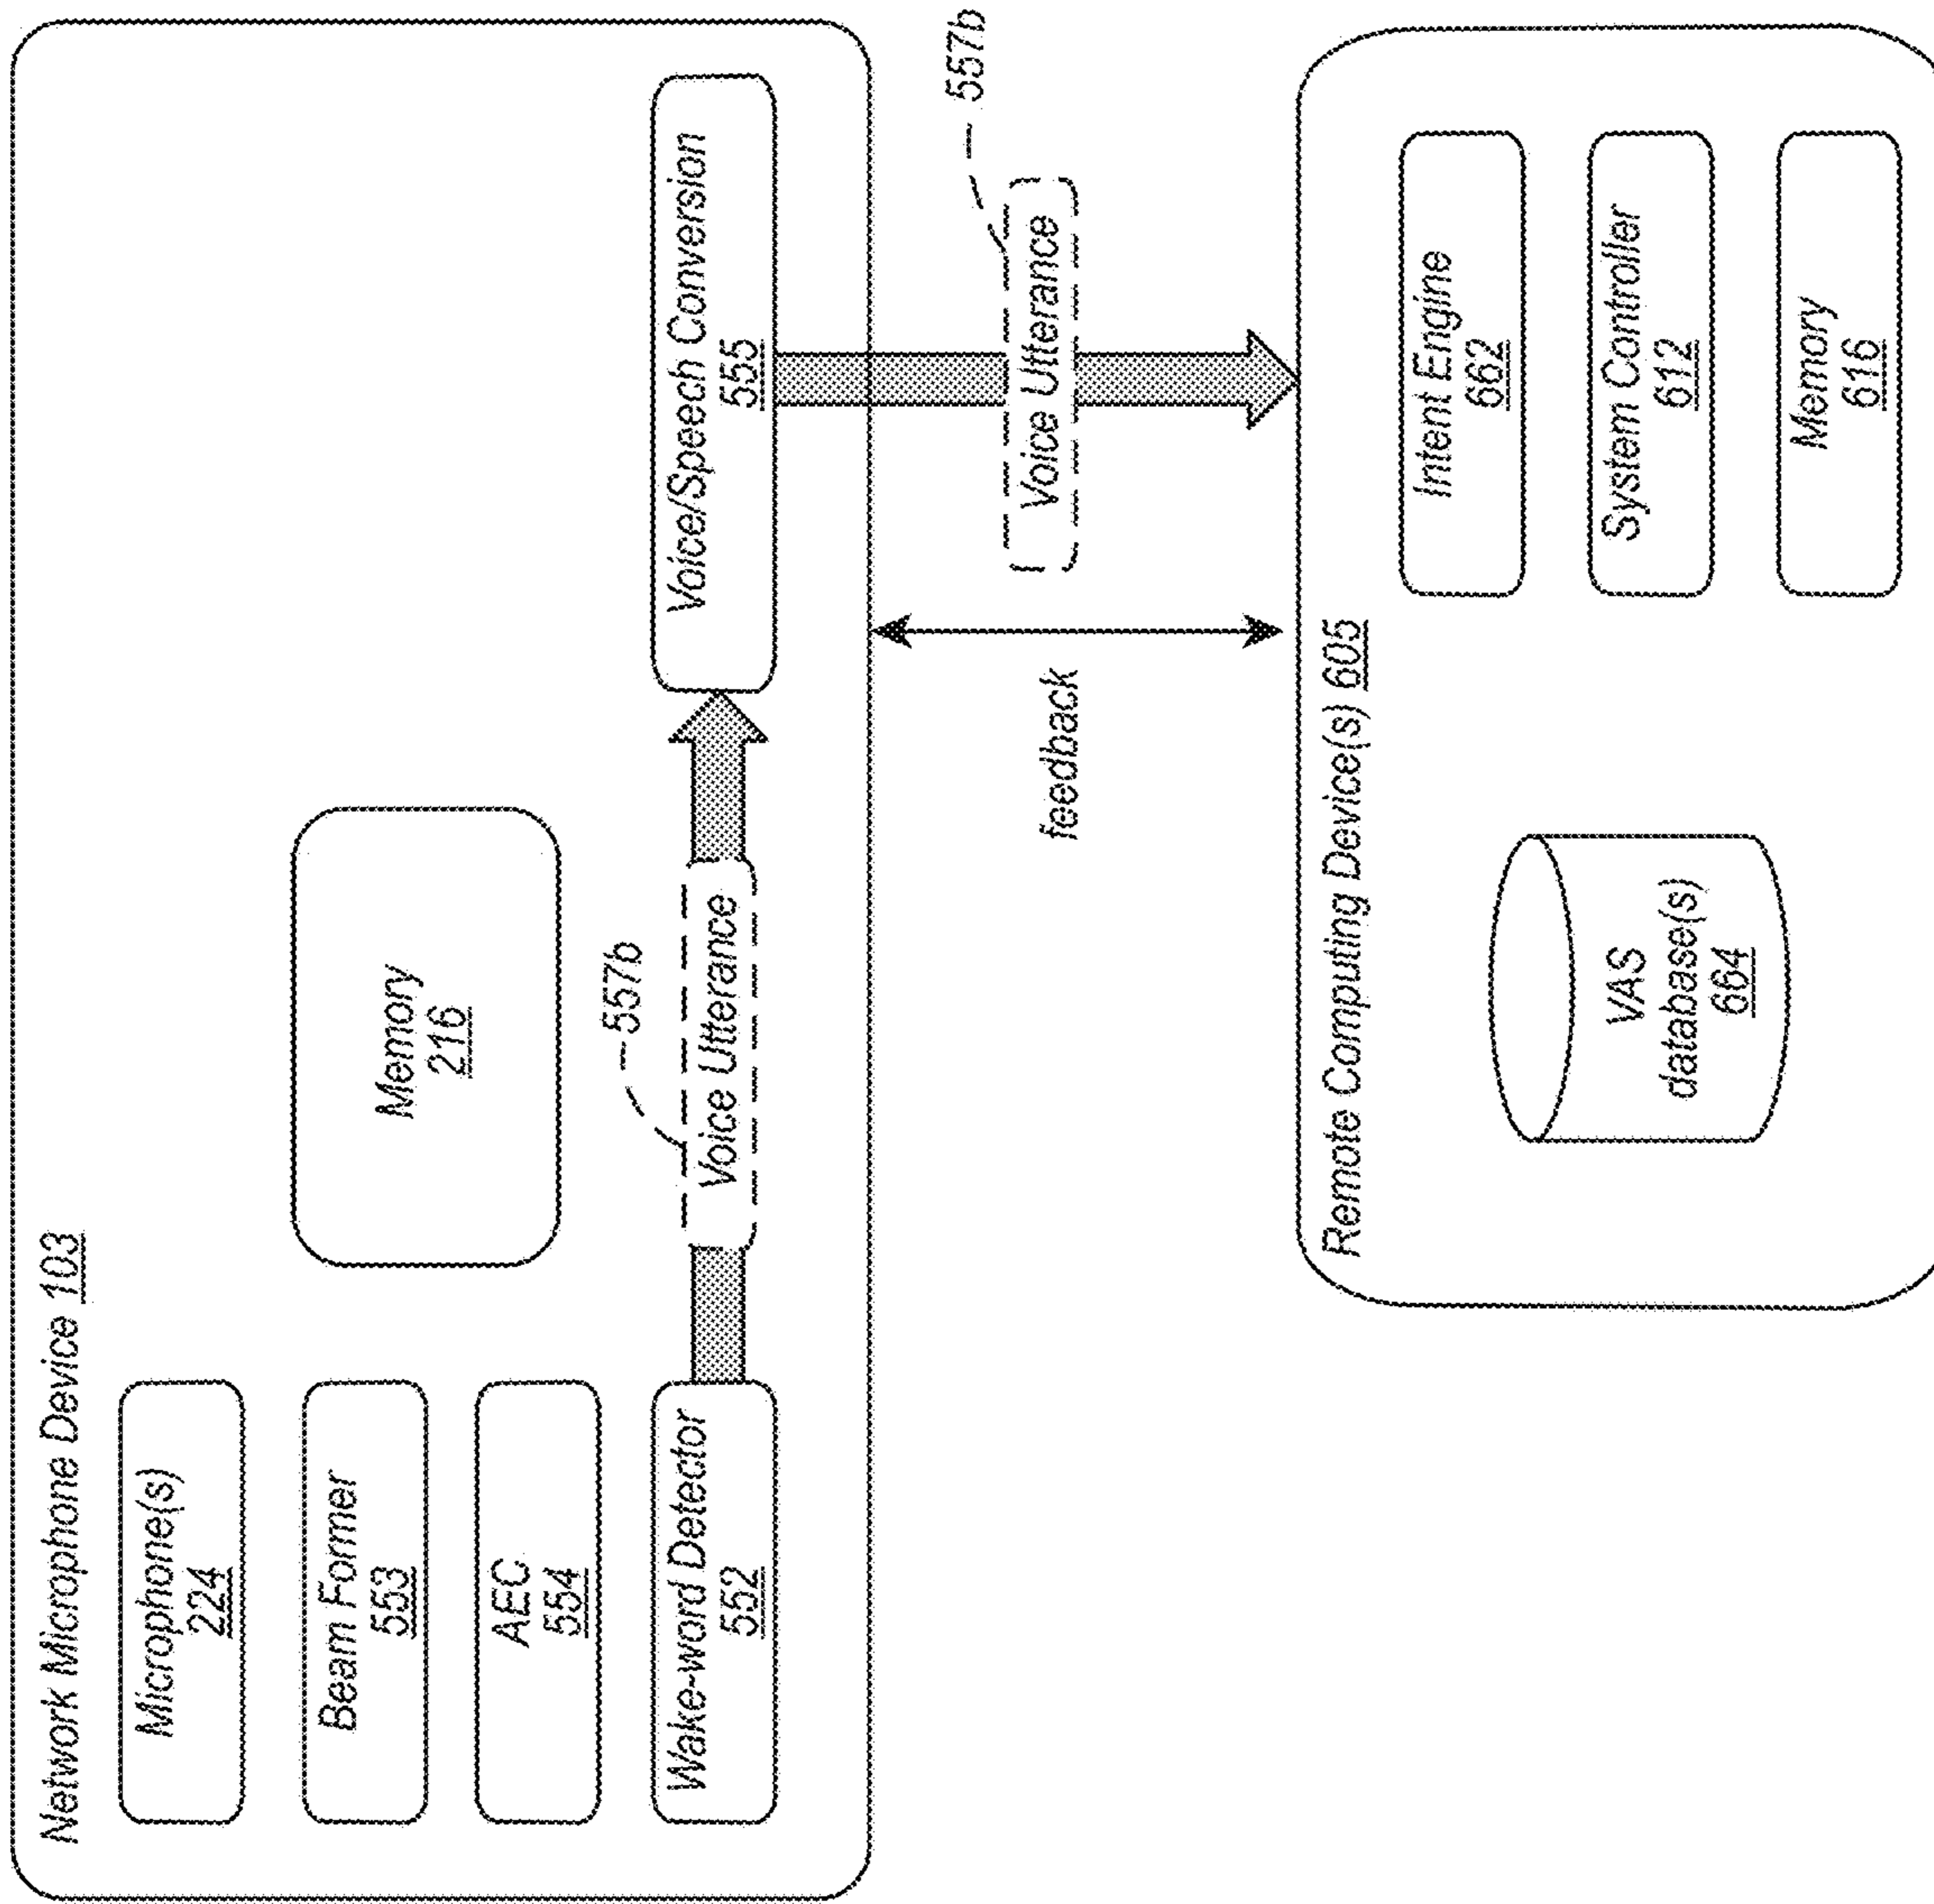 Network Microphone Device 103
Microphone(s)
224
Beam Former
553
AEC
554
Wake-word Detector
552
Memory
216
557b
Voice Utterance
Voice/Speech Conversion
555
feedback
Voice Utterance
557b
Remote Computing Device(s) 605
VAS
database(s)
664
Intent Engine
662
System Controller
612
Memory
616